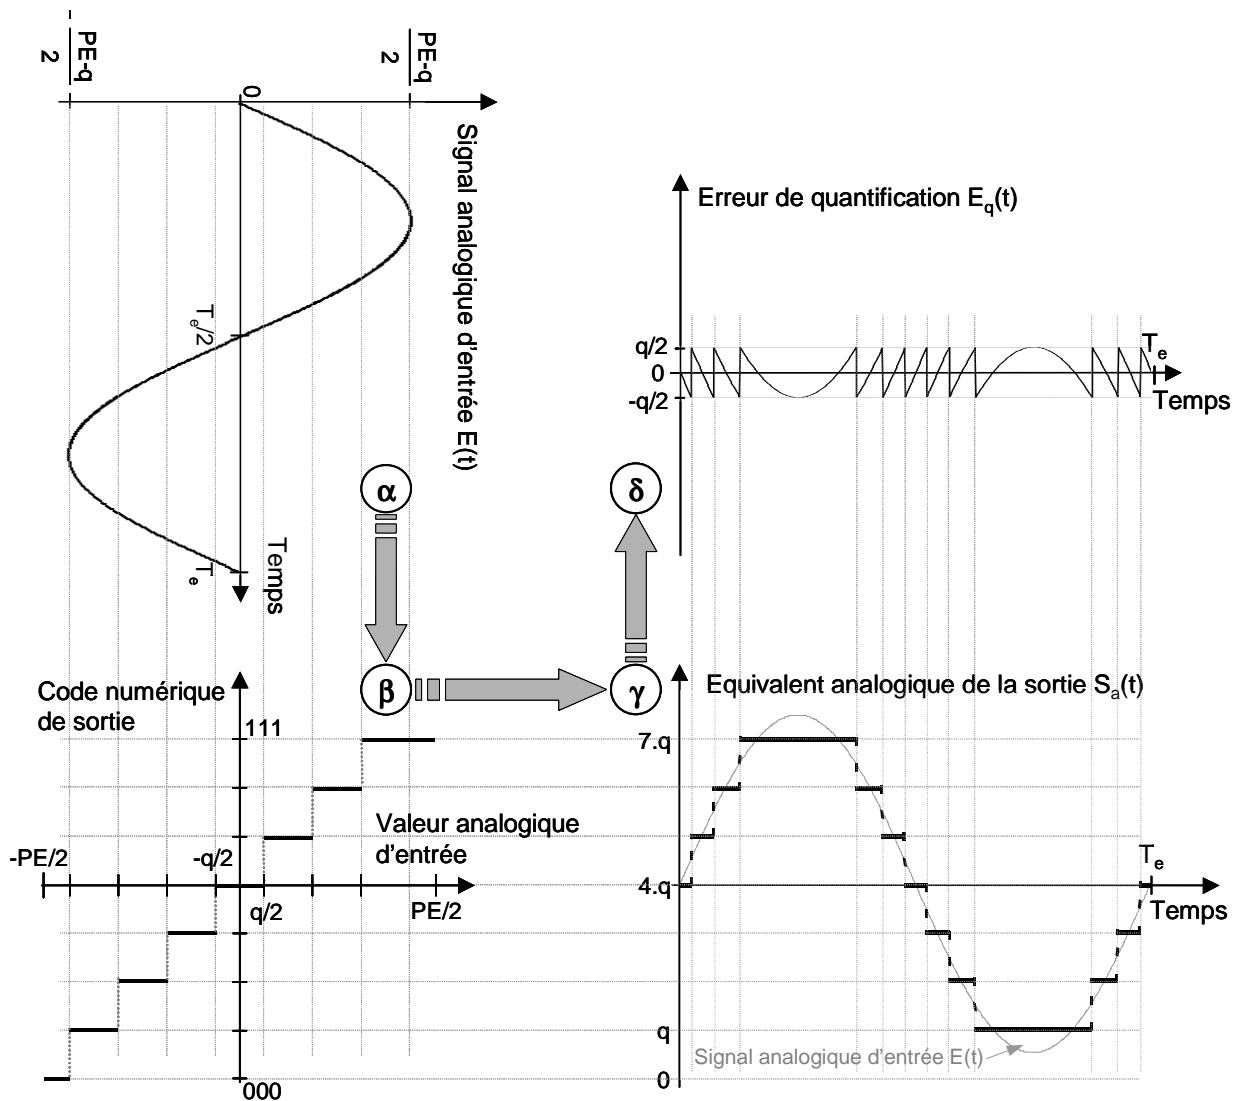 -
PE-q
2
PE-q
2
0
Signal analogique d'entrée E(t)
Te/2
Te
Temps
Erreur de quantification Eq(t)
q/2
0
-q/2
Te
Temps
α
δ
β
γ
Code numérique
de sortie
111
Valeur analogique
d'entrée
-PE/2
-q/2
q/2
PE/2
000
Equivalent analogique de la sortie Sa(t)
7.q
4.q
q
0
Te
Temps
Signal analogique d'entrée E(t)